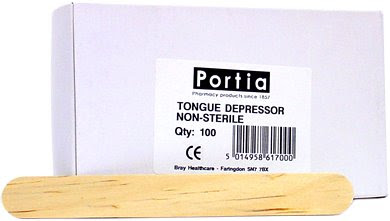 Portia
Pharmacy products since 1857
TONGUE DEPRESSOR
NON-STERILE
Qty: 100
CE
5 014958 617000
Bray Healthcare - Faringdon SN7 7BX